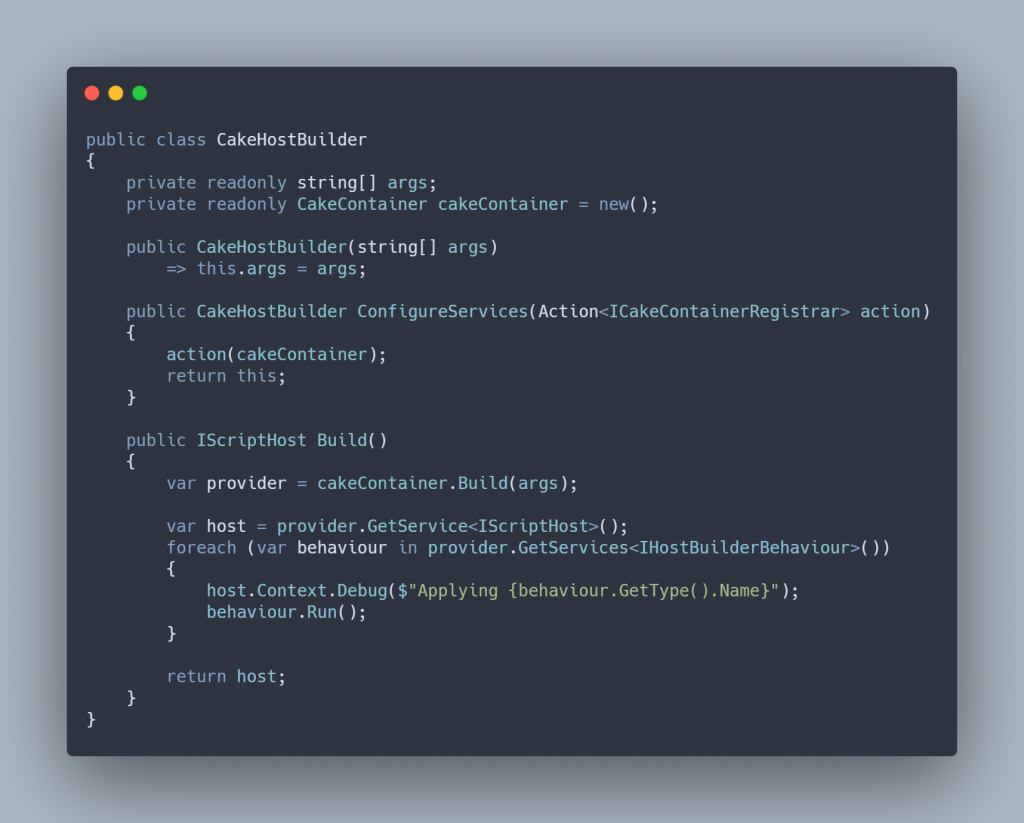 public class CakeHostBuilder
{
    private readonly string[] args;
    private readonly CakeContainer cakeContainer = new();

    public CakeHostBuilder(string[] args)
        => this.args = args;

    public CakeHostBuilder ConfigureServices(Action<ICakeContainerRegistrar> action)
    {
        action(cakeContainer);
        return this;
    }

    public IScriptHost Build()
    {
        var provider = cakeContainer.Build(args);

        var host = provider.GetService<IScriptHost>();
        foreach (var behaviour in provider.GetServices<IHostBuilderBehaviour>())
        {
            host.Context.Debug($"Applying {behaviour.GetType().Name}");
            behaviour.Run();
        }

        return host;
    }
}